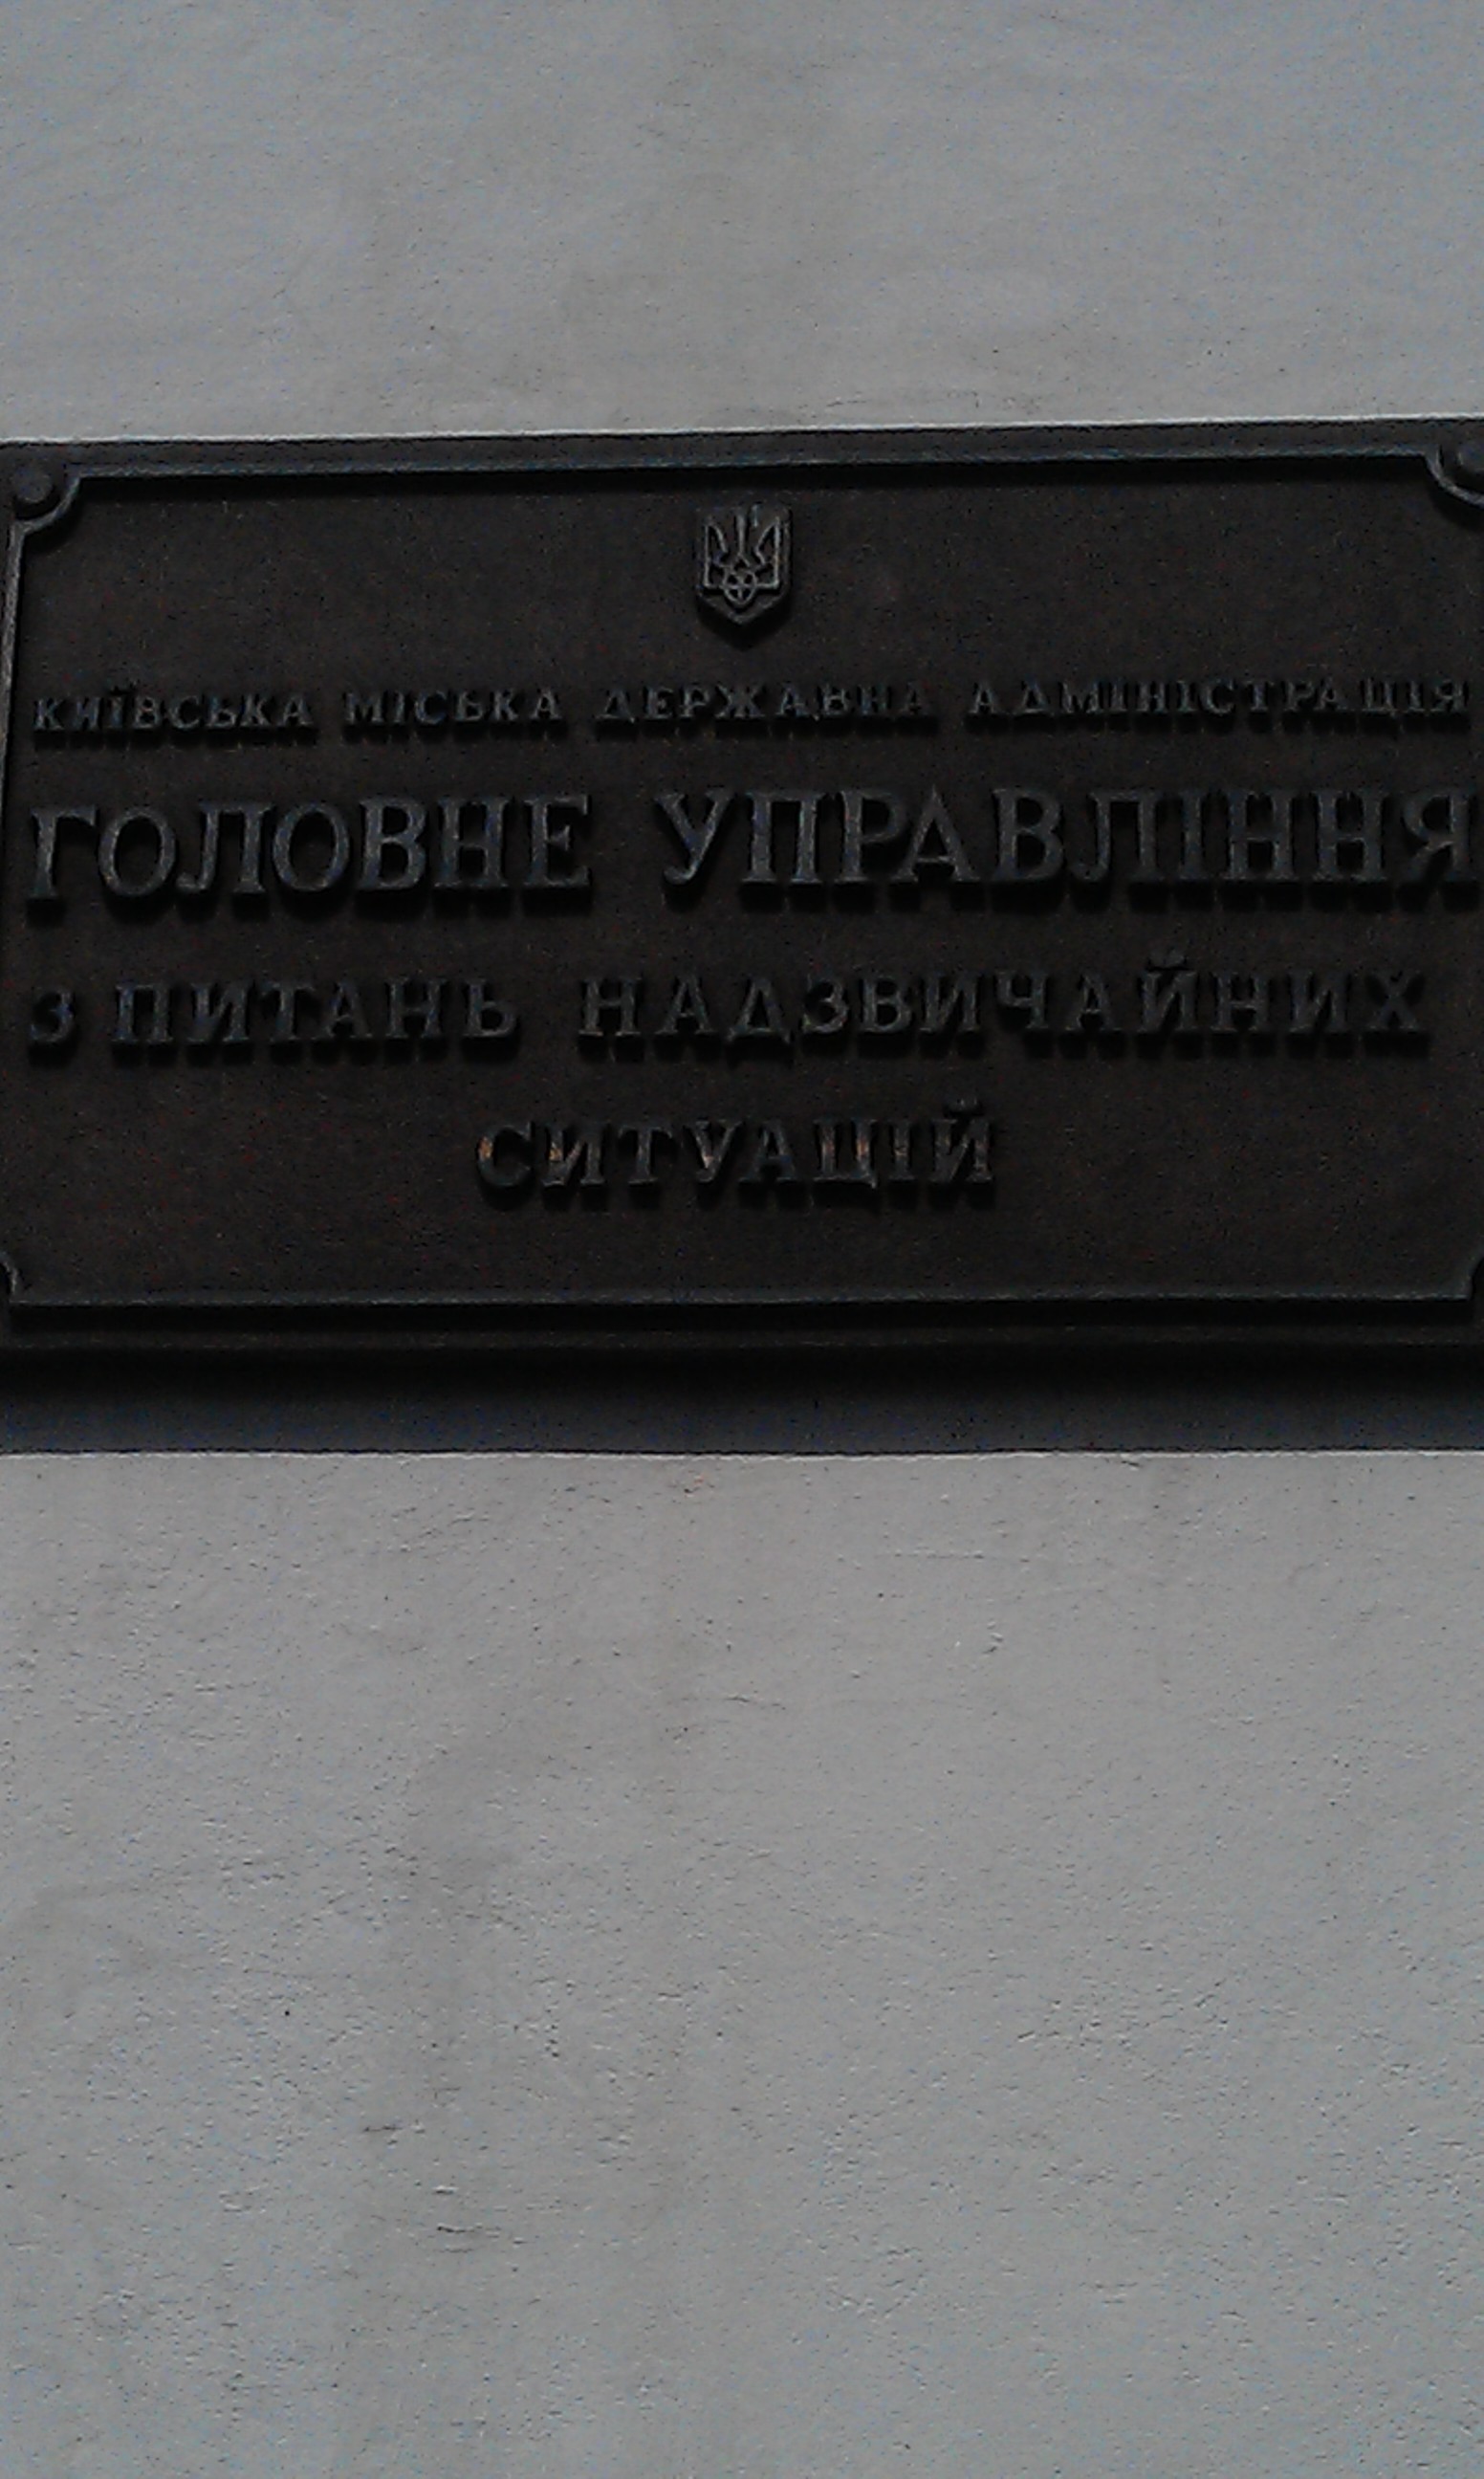 КИЇВСЬКА МІСЬКА ДЕРЖАВНА АДМІНІСТРАЦІЯ
ГОЛОВНЕ УПРАВЛІННЯ
З ПИТАНЬ НАДЗВИЧАЙНИХ
СИТУАЦІЙ